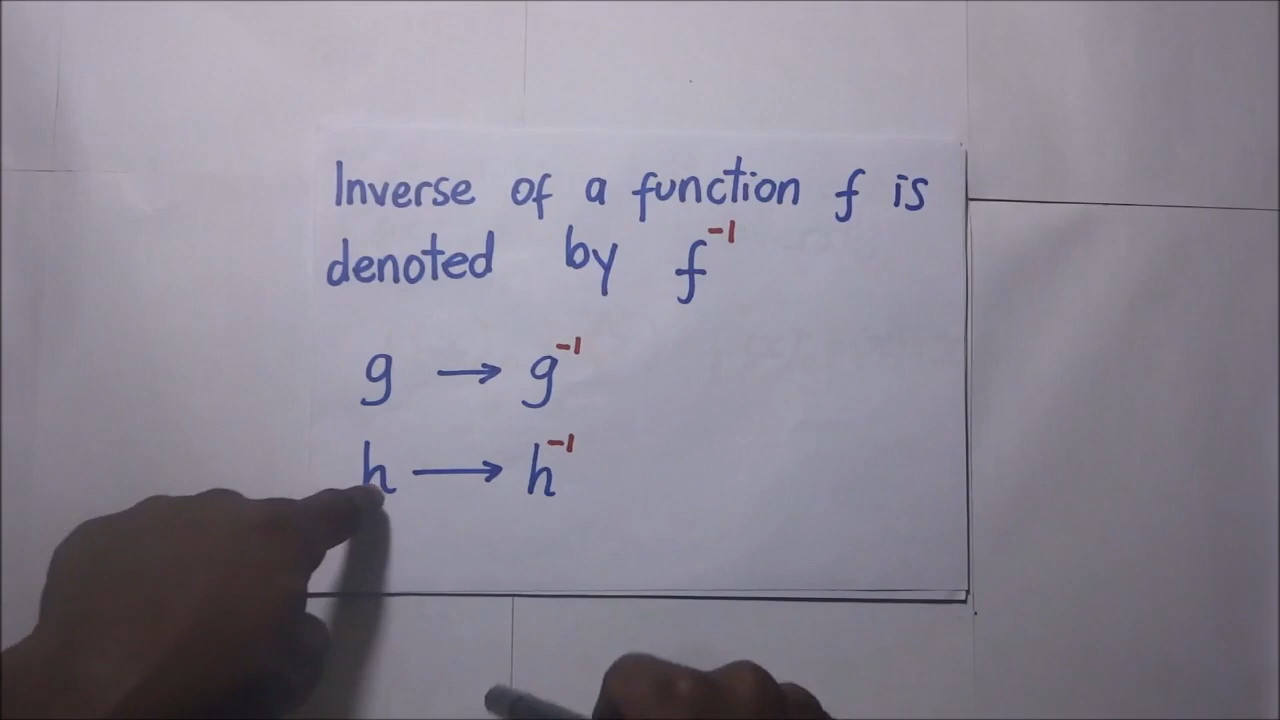 Inverse of a function f is
denoted by f⁻¹
g → g⁻¹
h → h⁻¹